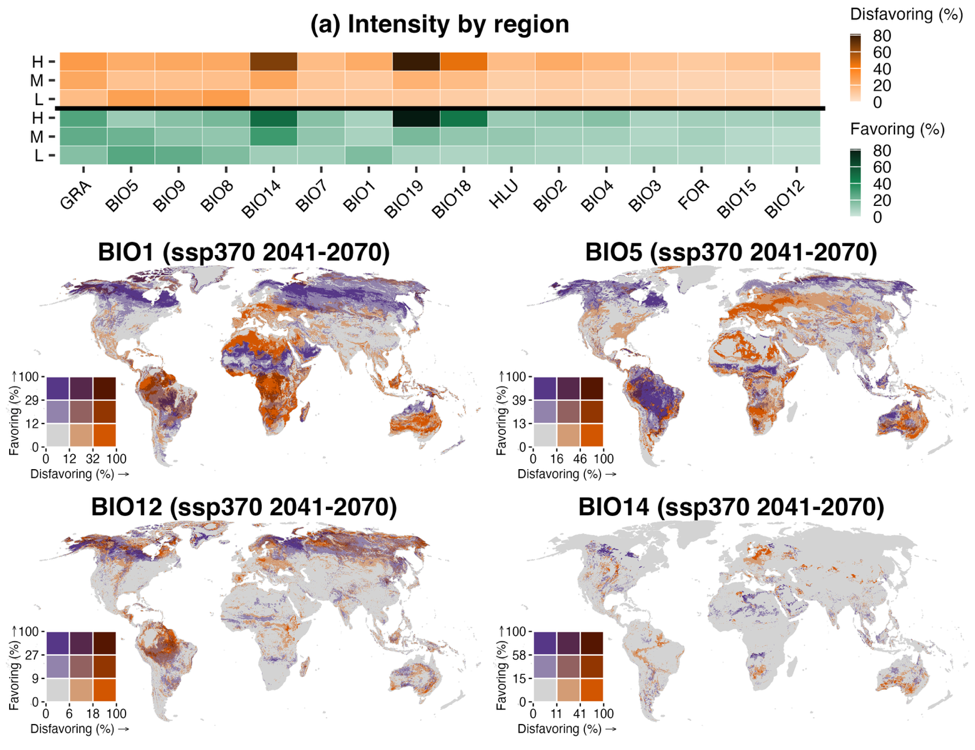 (a) Intensity by region
Disfavoring (%)
80
60
40
20
0
H
M
L
H
M
L
Favoring (%)
80
60
40
20
0
GRA BIO5 BIO9 BIO8 BIO14 BIO7 BIO1 BIO19 BIO18 HLU BIO2 BIO4 BIO3 FOR BIO15 BIO12
BIO1 (ssp370 2041-2070)
↑100
29
12
0
Favoring (%)
0 12 32 100
Disfavoring (%) →
BIO5 (ssp370 2041-2070)
↑100
39
13
0
Favoring (%)
0 16 46 100
Disfavoring (%) →
BIO12 (ssp370 2041-2070)
↑100
27
9
0
Favoring (%)
0 6 18 100
Disfavoring (%) →
BIO14 (ssp370 2041-2070)
↑100
58
15
0
Favoring (%)
0 11 41 100
Disfavoring (%) →